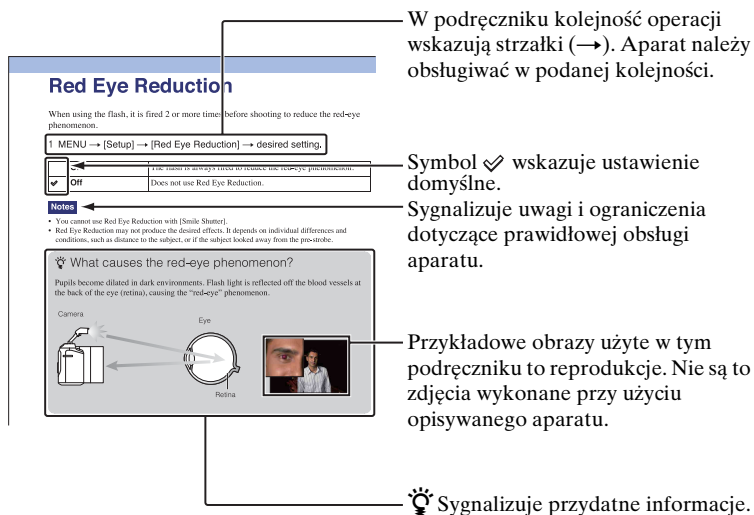 Red Eye Reduction
When using the flash, it is fired 2 or more times before shooting to reduce the red-eye
phenomenon.
1 MENU → [Setup] → [Red Eye Reduction] → desired setting.
The flash is always fired to reduce the red-eye phenomenon.
✔ Off Does not use Red Eye Reduction.
Notes
• You cannot use Red Eye Reduction with [Smile Shutter].
• Red Eye Reduction may not produce the desired effects. It depends on individual differences and
conditions, such as distance to the subject, or if the subject looked away from the pre-strobe.
What causes the red-eye phenomenon?
Pupils become dilated in dark environments. Flash light is reflected off the blood vessels at
the back of the eye (retina), causing the “red-eye” phenomenon.
Camera
Eye
Retina
W podręczniku kolejność operacji
wskazują strzałki (→). Aparat należy
obsługiwać w podanej kolejności.
Symbol ✔ wskazuje ustawienie
domyślne.
Sygnalizuje uwagi i ograniczenia
dotyczące prawidłowej obsługi
aparatu.
Przykładowe obrazy użyte w tym
podręczniku to reprodukcje. Nie są to
zdjęcia wykonane przy użyciu
opisywanego aparatu.
Sygnalizuje przydatne informacje.